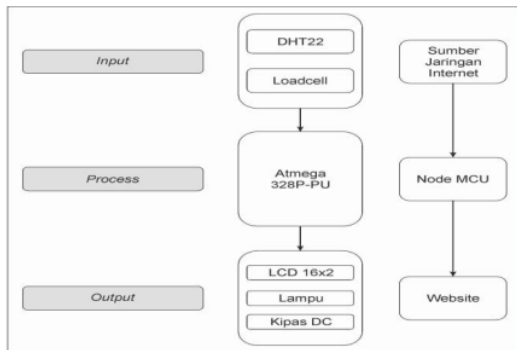 Input
DHT22
Loadcell
Sumber
Jaringan
Internet
Process
Atmega
328P-PU
Node MCU
Output
LCD 16x2
Lampu
Kipas DC
Website